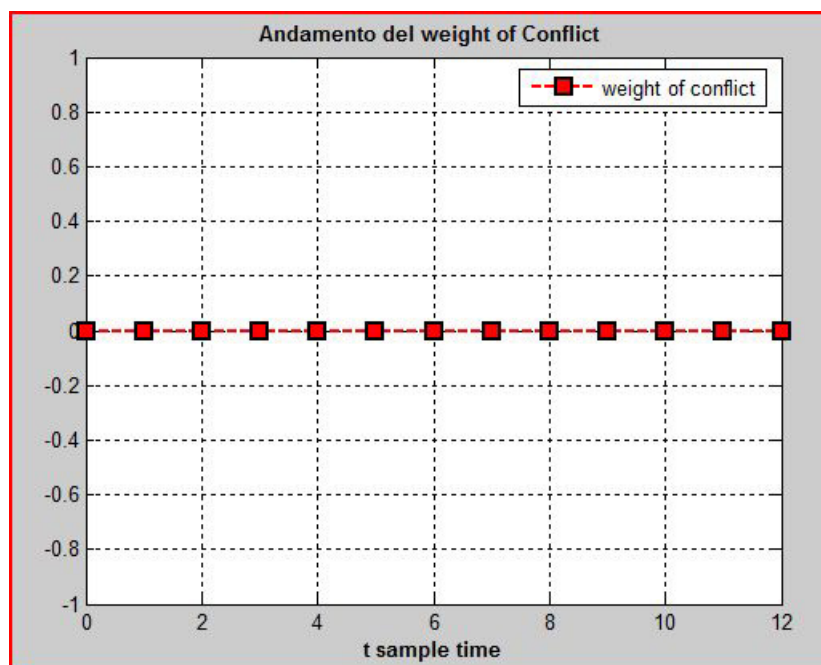 Andamento del weight of Conflict
weight of conflict
1
0.8
0.6
0.4
0.2
0
-0.2
-0.4
-0.6
-0.8
-1
0 2 4 6 8 10 12
t sample time